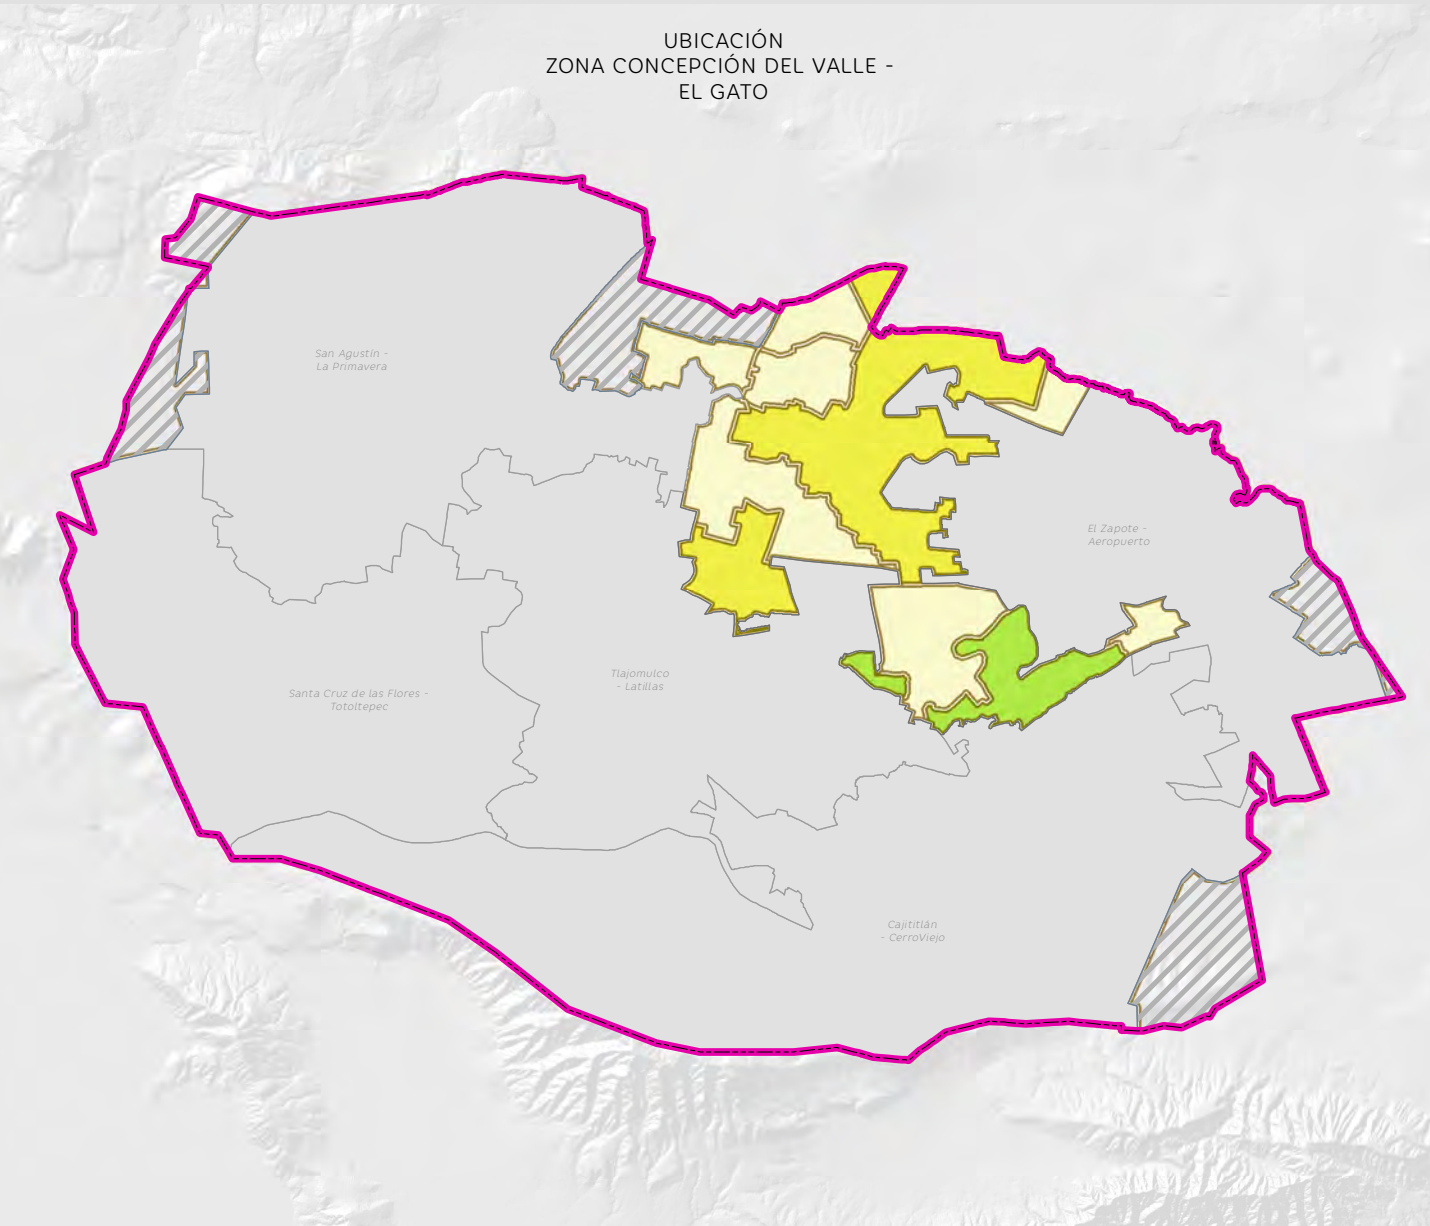 UBICACIÓN
ZONA CONCEPCIÓN DEL VALLE -
EL GATO
San Agustín -
La Primavera
El Zapote -
Aeropuerto
Tlajomulco
- Latillas
Santa Cruz de las Flores -
Totoltepec
Cajititlán
- CerroViejo